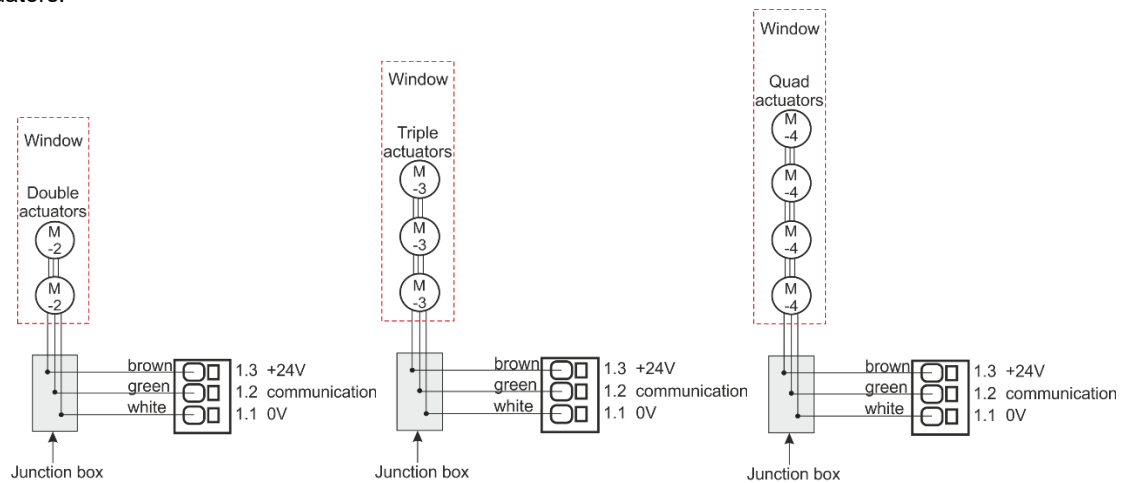 Window
Double
actuators
M
-2
M
-2
brown
green
white
1.3 +24V
1.2 communication
1.1 0V
Junction box
Window
Triple
actuators
M
-3
M
-3
M
-3
brown
green
white
1.3 +24V
1.2 communication
1.1 0V
Junction box
Window
Quad
actuators
M
-4
M
-4
M
-4
M
-4
brown
green
white
1.3 +24V
1.2 communication
1.1 0V
Junction box